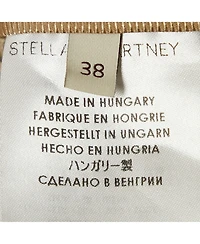 STELLA McCARTNEY
38
MADE IN HUNGARY
FABRIQUE EN HONGRIE
HERGESTELLT IN UNGARN
HECHO EN HUNGRIA
ハンガリー製
СДЕЛАНО В ВЕНГРИИ